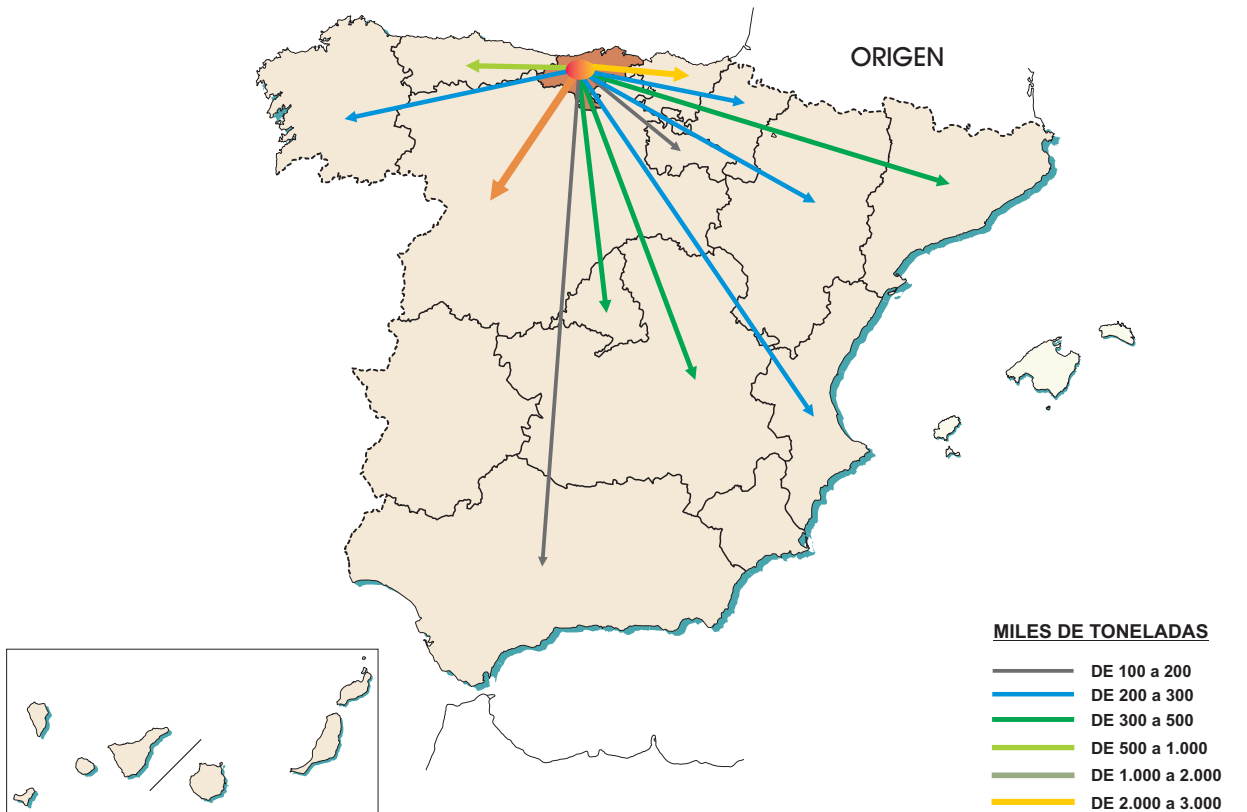 ORIGEN
MILES DE TONELADAS
DE 100 a 200
DE 200 a 300
DE 300 a 500
DE 500 a 1.000
DE 1.000 a 2.000
DE 2.000 a 3.000